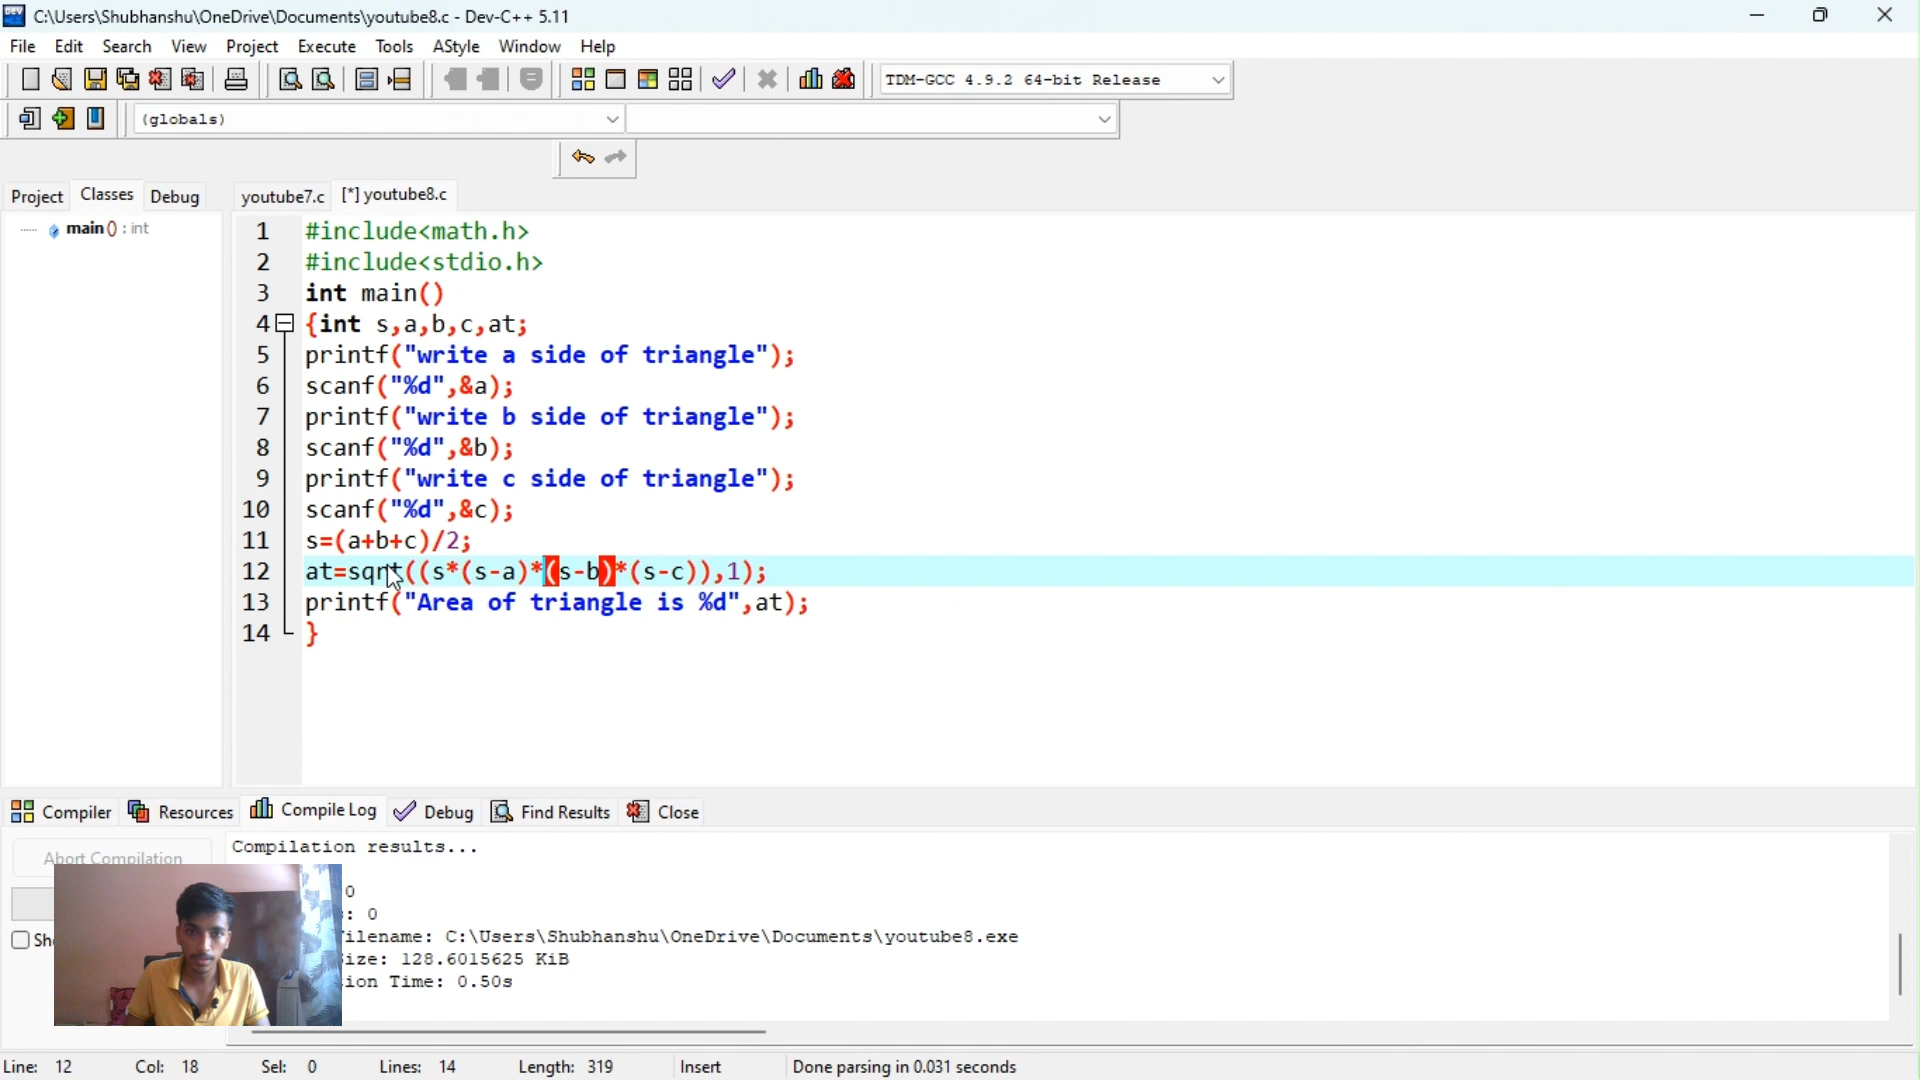 C:\Users\Shubhanshu\OneDrive\Documents\youtube8.c - Dev-C++ 5.11
File Edit Search View Project Execute Tools AStyle Window Help
TDM-GCC 4.9.2 64-bit Release
(globals)
Project Classes Debug youtube7.c [*] youtube8.c
main () : int
1 #include<math.h>
2 #include<stdio.h>
3 int main()
4 {int s,a,b,c,at;
5 printf("write a side of triangle");
6 scanf("%d",&a);
7 printf("write b side of triangle");
8 scanf("%d",&b);
9 printf("write c side of triangle");
10 scanf("%d",&c);
11 s=(a+b+c)/2;
12 at=sqrt((s*(s-a)*(s-b)*(s-c)),1);
13 printf("Area of triangle is %d",at);
14 }
Compiler Resources Compile Log Debug Find Results Close
Abort Compilation
Compilation results...
0
: 0
Sh
ilename: C:\Users\Shubhanshu\OneDrive\Documents\youtube8.exe
ize: 128.6015625 KiB
ion Time: 0.50s
Line: 12 Col: 18 Sel: 0 Lines: 14 Length: 319 Insert Done parsing in 0.031 seconds